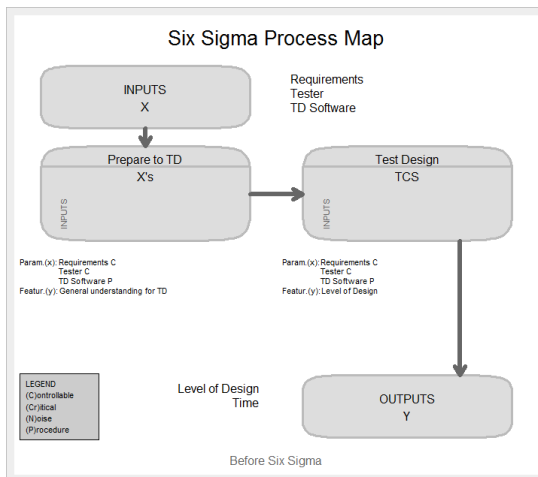 Six Sigma Process Map
INPUTS
X
Requirements
Tester
TD Software
Prepare to TD
X's
INPUTS
Test Design
TCS
INPUTS
Param.(x): Requirements C
Tester C
TD Software P
Featur.(y): General understanding for TD
Param.(x): Requirements C
Tester C
TD Software P
Featur.(y): Level of Design
LEGEND
(C)ontrollable
(Cr)itical
(N)oise
(P)rocedure
Level of Design
Time
OUTPUTS
Y
Before Six Sigma